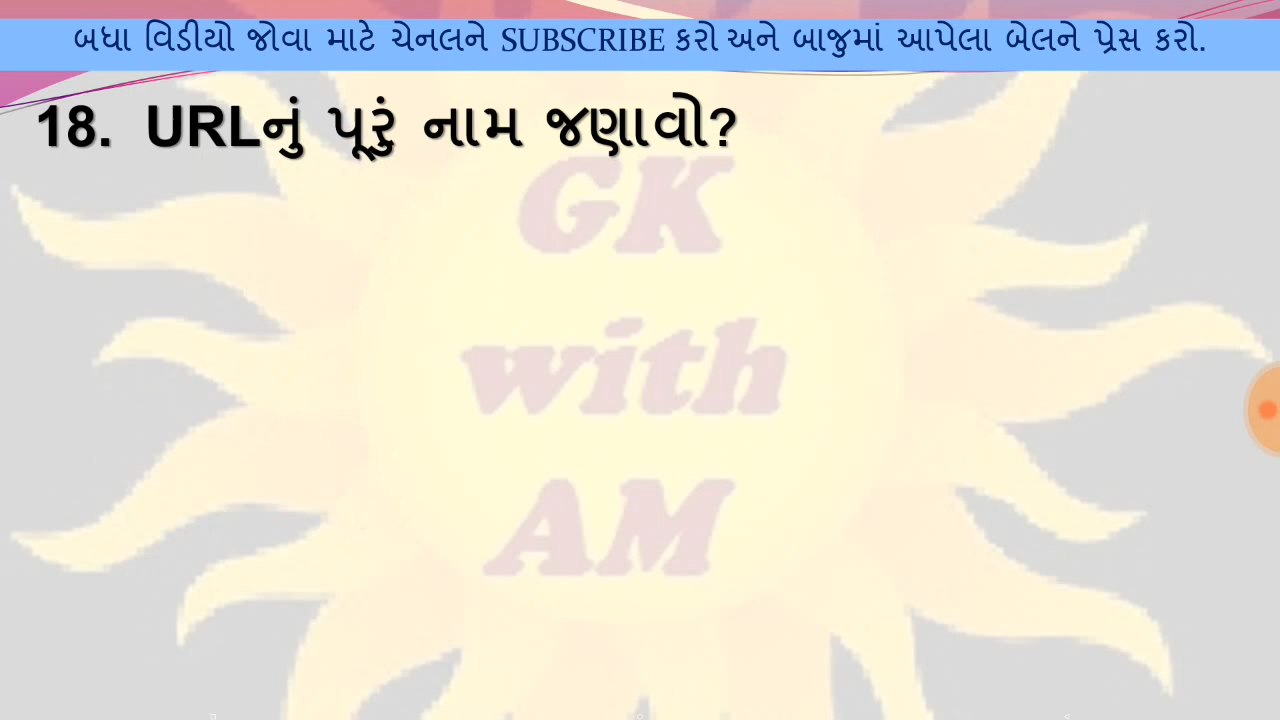 બધા વિડીયો જોવા માટે ચેનલને SUBSCRIBE કરો અને બાજુમાં આપેલા બેલને પ્રેસ કરો.
18. URLનું પૂરું નામ જણાવો?
GK
with
AM